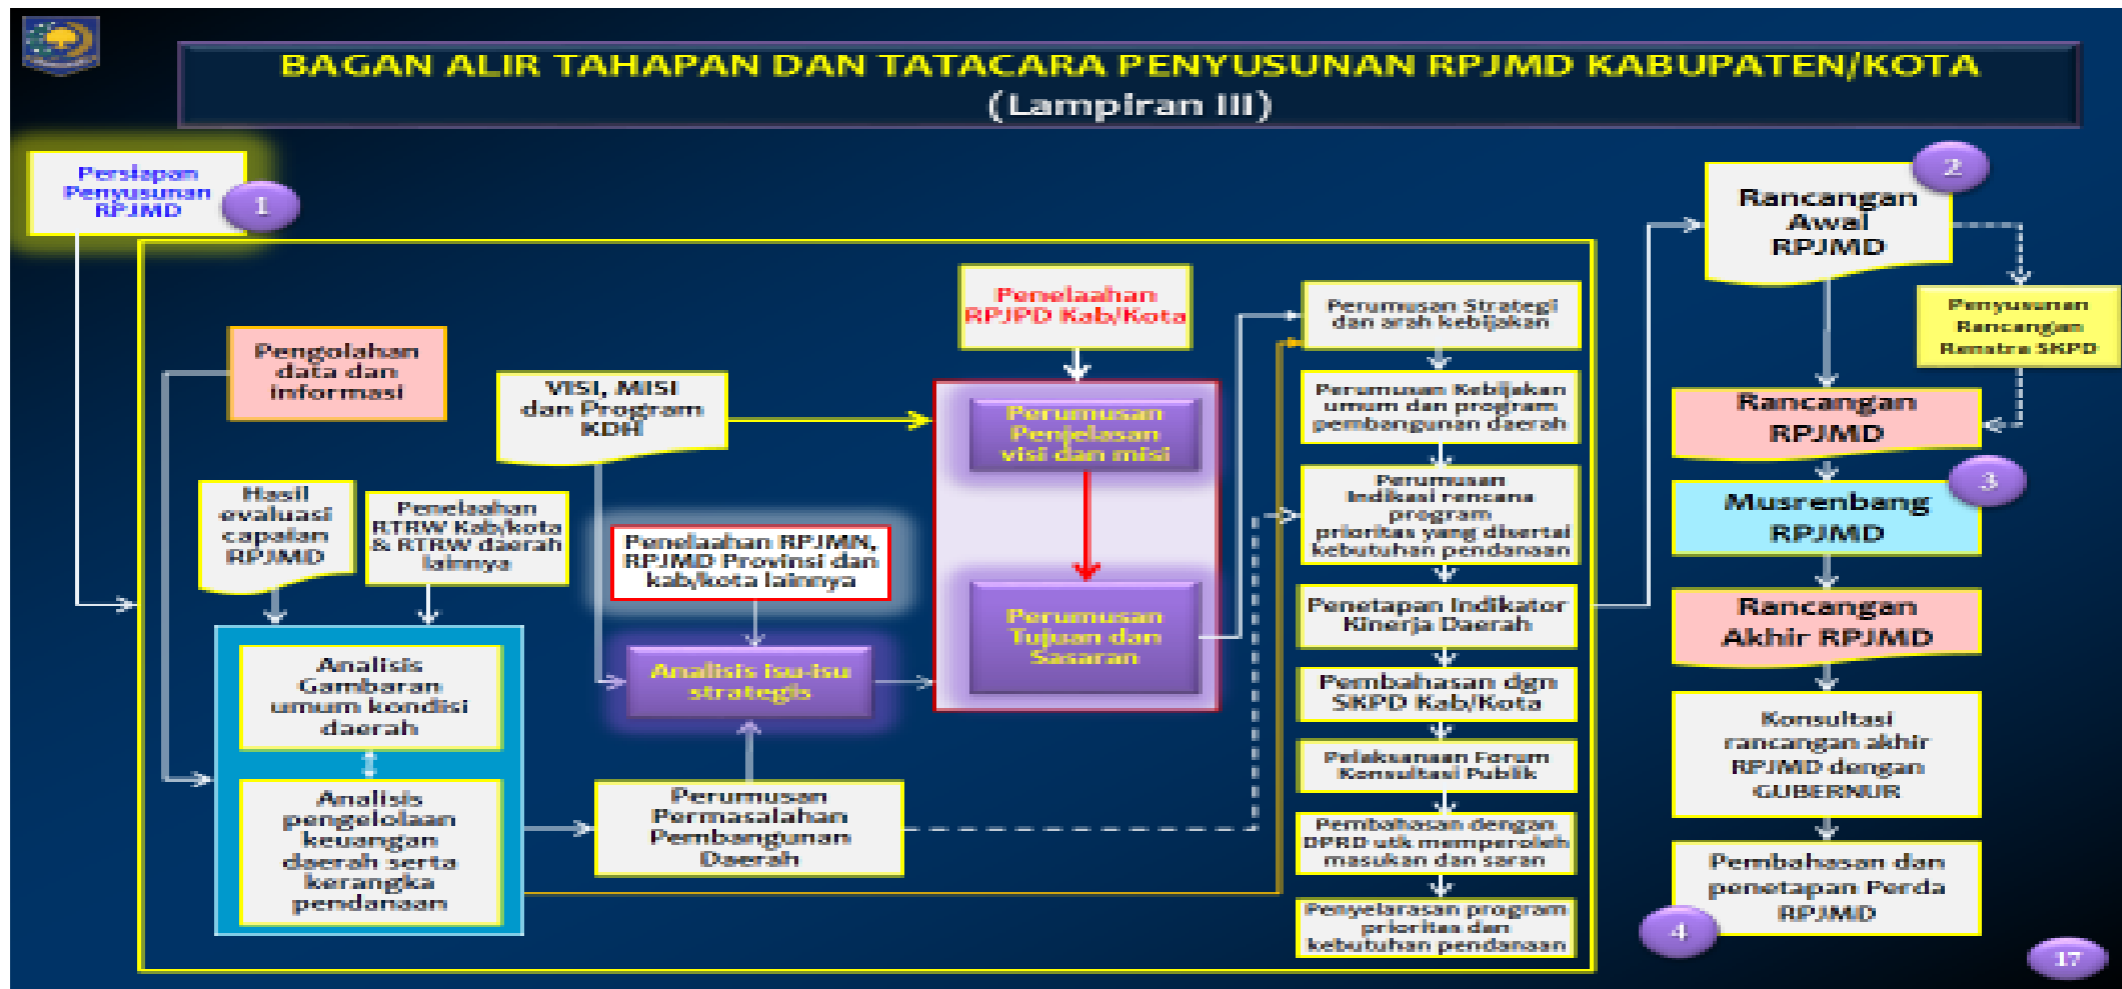 BAGAN ALIR TAHAPAN DAN TATACARA PENYUSUNAN RPJMD KABUPATEN/KOTA
(Lampiran III)
Persiapan
Penyusunan
RPJMD
1
Pengolahan
data dan
informasi
Hasil
evaluasi
capaian
RPJMD
Penelaahan
RTRW Kab/kota
& RTRW daerah
lainnya
Analisis
Gambaran
umum kondisi
daerah
Analisis
pengelolaan
keuangan
daerah serta
kerangka
pendanaan
VISI, MISI
dan Program
KDH
Penelaahan RPJMN,
RPJMD Provinsi dan
kab/kota lainnya
Analisis isu-isu
strategis
Perumusan
Permasalahan
Pembangunan
Daerah
Penelaahan
RPJPD Kab/Kota
Perumusan
Penjelasan
visi dan misi
Perumusan
Tujuan dan
Sasaran
Perumusan Strategi
dan arah kebijakan
Perumusan Kebijakan
umum dan program
pembangunan daerah
Perumusan
Indikasi rencana
program
prioritas yang disertai
kebutuhan pendanaan
Penetapan Indikator
Kinerja Daerah
Pembahasan dgn
SKPD Kab/Kota
Pelaksanaan Forum
Konsultasi Publik
Pembahasan dengan
DPRD utk memperoleh
masukan dan saran
Penyelarasan program
prioritas dan
kebutuhan pendanaan
2
Rancangan
Awal
RPJMD
Penyusunan
Rancangan
Renstra SKPD
Rancangan
RPJMD
3
Musrenbang
RPJMD
Rancangan
Akhir RPJMD
Konsultasi
rancangan akhir
RPJMD dengan
GUBERNUR
Pembahasan dan
penetapan Perda
RPJMD
4
17